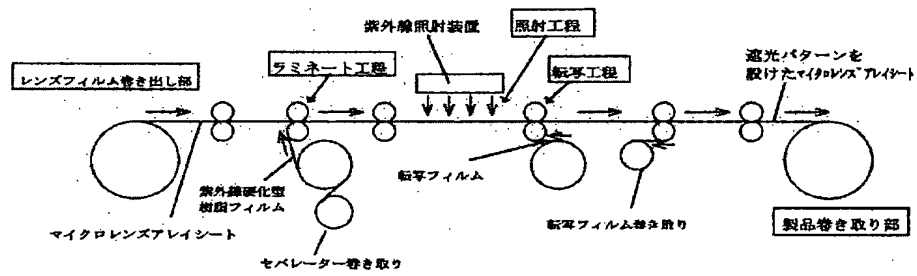 紫外線照射装置
照射工程
遮光パターンを
設けたマイクロレンズアレイシート
レンズフィルム巻き出し部
ラミネート工程
転写工程
紫外線硬化型
樹脂フィルム
転写フィルム
転写フィルム巻き取り
製品巻き取り部
マイクロレンズアレイシート
セパレーター巻き取り